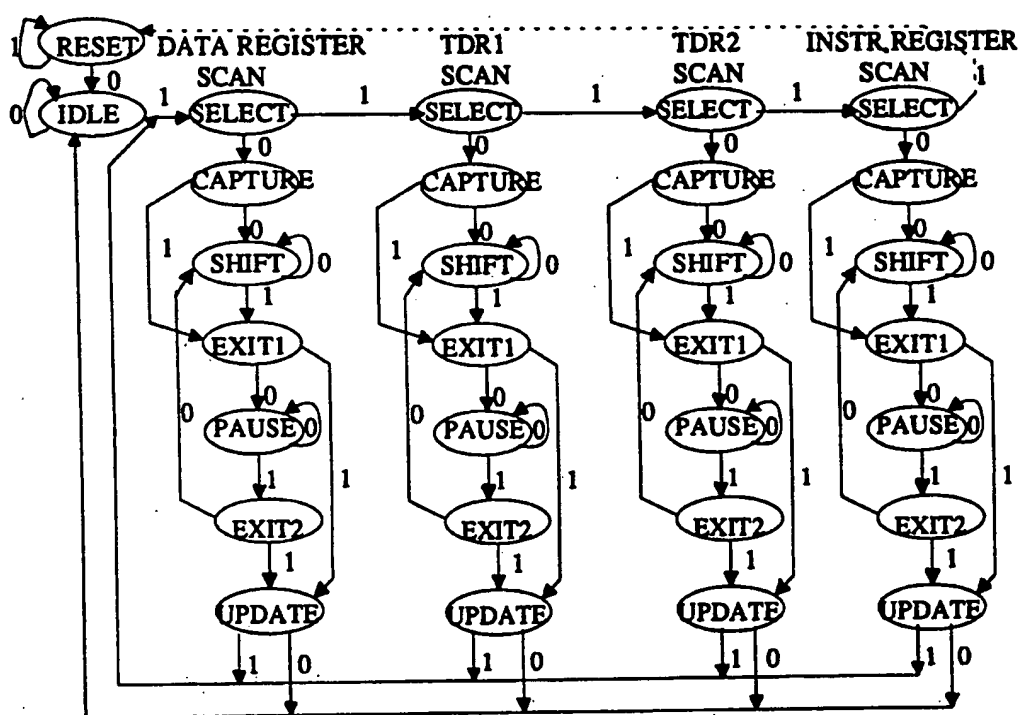 1 RESET DATA REGISTER TDR1 TDR2 INSTR REGISTER
0 SCAN SCAN SCAN SCAN 1
0 IDLE 1 SELECT 1 SELECT 1 SELECT 1 SELECT
0 0 0 0
CAPTURE CAPTURE CAPTURE CAPTURE
0 0 0 0
1 SHIFT 0 1 SHIFT 0 1 SHIFT 0 1 SHIFT 0
1 1 1 1
EXIT1 EXIT1 EXIT1 EXIT1
0 0 0 0
0 PAUSE 0 0 PAUSE 0 0 PAUSE 0 0 PAUSE 0
1 1 1 1 1 1 1 1
EXIT2 EXIT2 EXIT2 EXIT2
1 1 1 1
UPDATE UPDATE UPDATE UPDATE
1 0 1 0 1 0 1 0